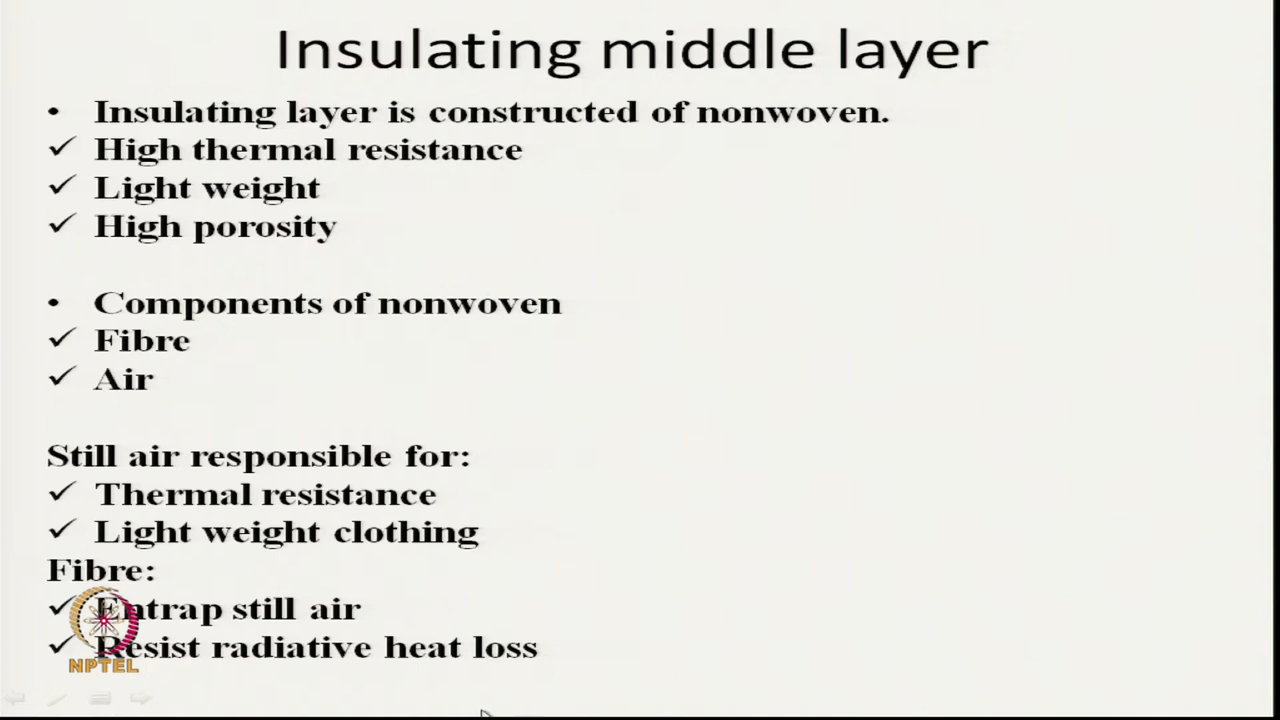 Insulating middle layer
• Insulating layer is constructed of nonwoven.
✓ High thermal resistance
✓ Light weight
✓ High porosity
• Components of nonwoven
✓ Fibre
✓ Air
Still air responsible for:
✓ Thermal resistance
✓ Light weight clothing
Fibre:
✓ Entrap still air
✓ Resist radiative heat loss
NPTEL